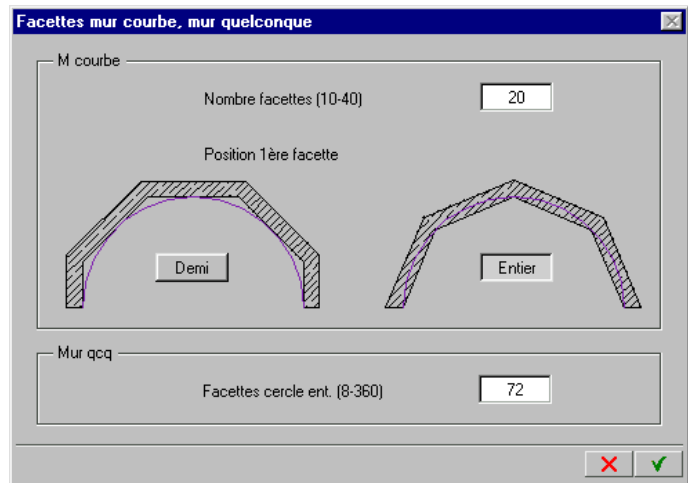 Facettes mur courbe, mur quelconque
M courbe
Nombre facettes (10-40)
20
Position 1ère facette
Demi
Entier
Mur qcq
Facettes cercle ent. (8-360)
72